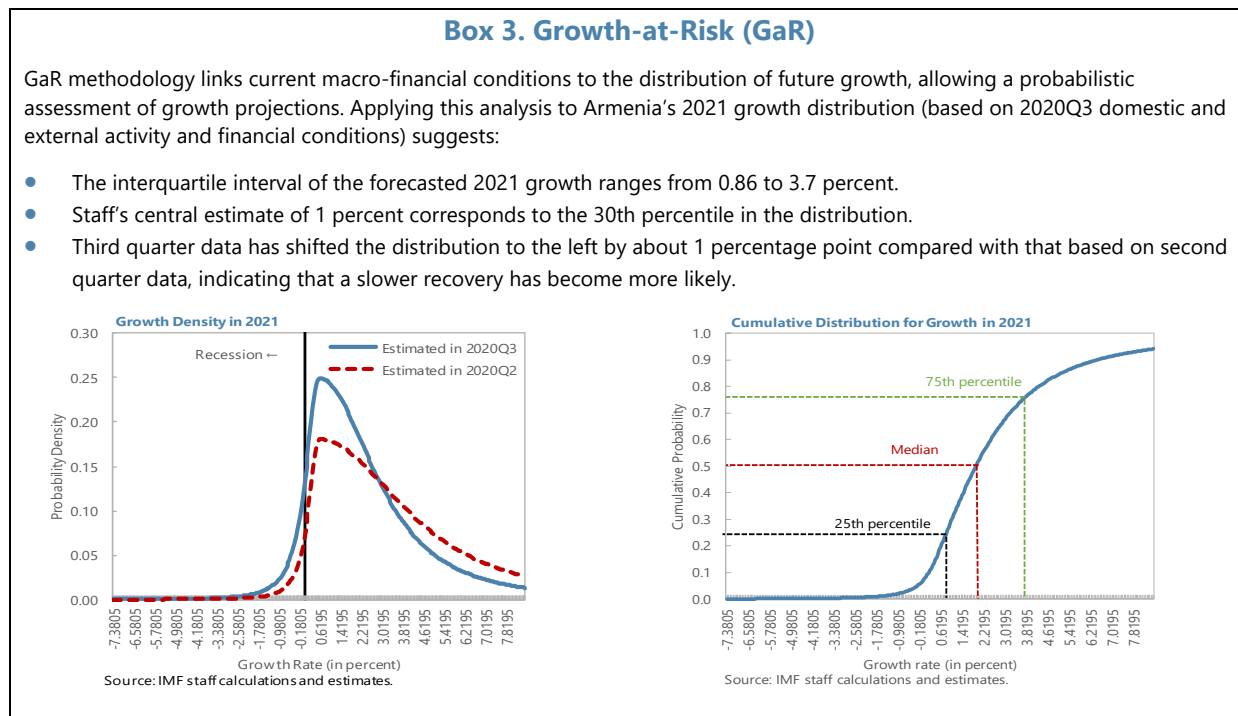 Box 3. Growth-at-Risk (GaR)
GaR methodology links current macro-financial conditions to the distribution of future growth, allowing a probabilistic
assessment of growth projections. Applying this analysis to Armenia’s 2021 growth distribution (based on 2020Q3 domestic and
external activity and financial conditions) suggests:
● The interquartile interval of the forecasted 2021 growth ranges from 0.86 to 3.7 percent.
● Staff’s central estimate of 1 percent corresponds to the 30th percentile in the distribution.
● Third quarter data has shifted the distribution to the left by about 1 percentage point compared with that based on second
quarter data, indicating that a slower recovery has become more likely.
Growth Density in 2021
0.30
0.25
0.20
0.15
0.10
0.05
0.00
Probability Density
Recession ←
Estimated in 2020Q3
Estimated in 2020Q2
-7.3805
-6.5805
-5.7805
-4.9805
-4.1805
-3.3805
-2.5805
-1.7805
-0.9805
-0.1805
0.6195
1.4195
2.2195
3.0195
3.8195
4.6195
5.4195
6.2195
7.0195
7.8195
Growth Rate (in percent)
Source: IMF staff calculations and estimates.
Cumulative Distribution for Growth in 2021
1.0
0.9
0.8
0.7
0.6
0.5
0.4
0.3
0.2
0.1
0.0
Cumulative Probability
75th percentile
Median
25th percentile
-7.3805
-6.5805
-5.7805
-4.9805
-4.1805
-3.3805
-2.5805
-1.7805
-0.9805
-0.1805
0.6195
1.4195
2.2195
3.0195
3.8195
4.6195
5.4195
6.2195
7.0195
7.8195
Growth rate (in percent)
Source: IMF staff calculations and estimates.